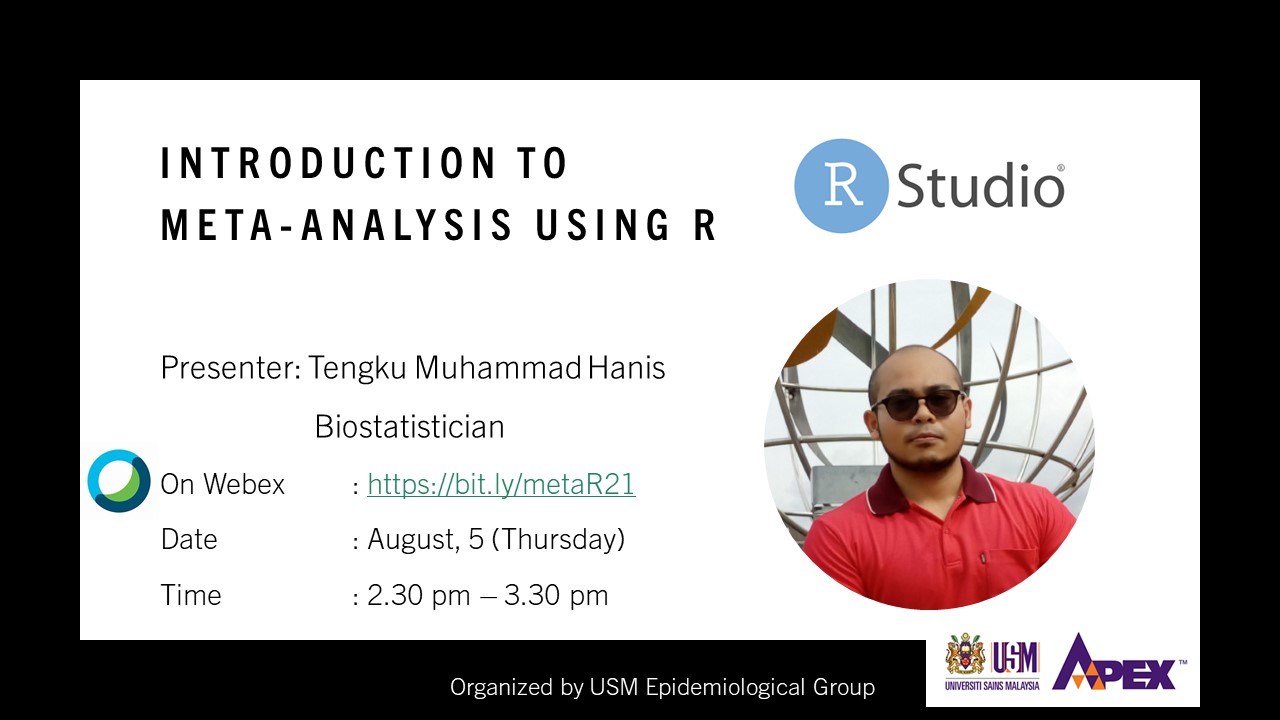 INTRODUCTION TO
META-ANALYSIS USING R
R Studio®
Presenter: Tengku Muhammad Hanis
Biostatistician
On Webex : https://bit.ly/metaR21
Date : August, 5 (Thursday)
Time : 2.30 pm – 3.30 pm
USM
UNIVERSITI SAINS MALAYSIA
APEX™
Organized by USM Epidemiological Group